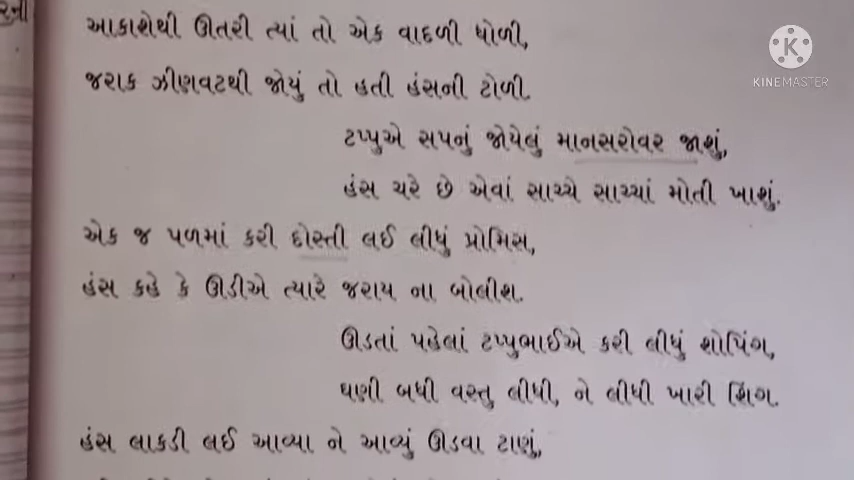 રની
આકાશેથી ઊતરી ત્યાં તો એક વાદળી ધોળી,
જરાક ઝીણવટથી જોયું તો હતી હંસની ટોળી.
ટપ્પુએ સપનું જોયેલું માનસરોવર જાશું,
હંસ ચરે છે એવાં સાચ્ચે સાચ્ચાં મોતી ખાશું.
એક જ પળમાં કરી દોસ્તી લઈ લીધું પ્રોમિસ,
હંસ કહે કે ઊડીએ ત્યારે જરાય ના બોલીશ.
ઊડતાં પહેલાં ટપ્પુભાઈએ કરી લીધું શોપિંગ,
ઘણી બધી વસ્તુ લીધી, ને લીધી ખારી શિંગ.
હંસ લાકડી લઈ આવ્યા ને આવ્યું ઊડવા ટાણું,
K
KINEMASTER